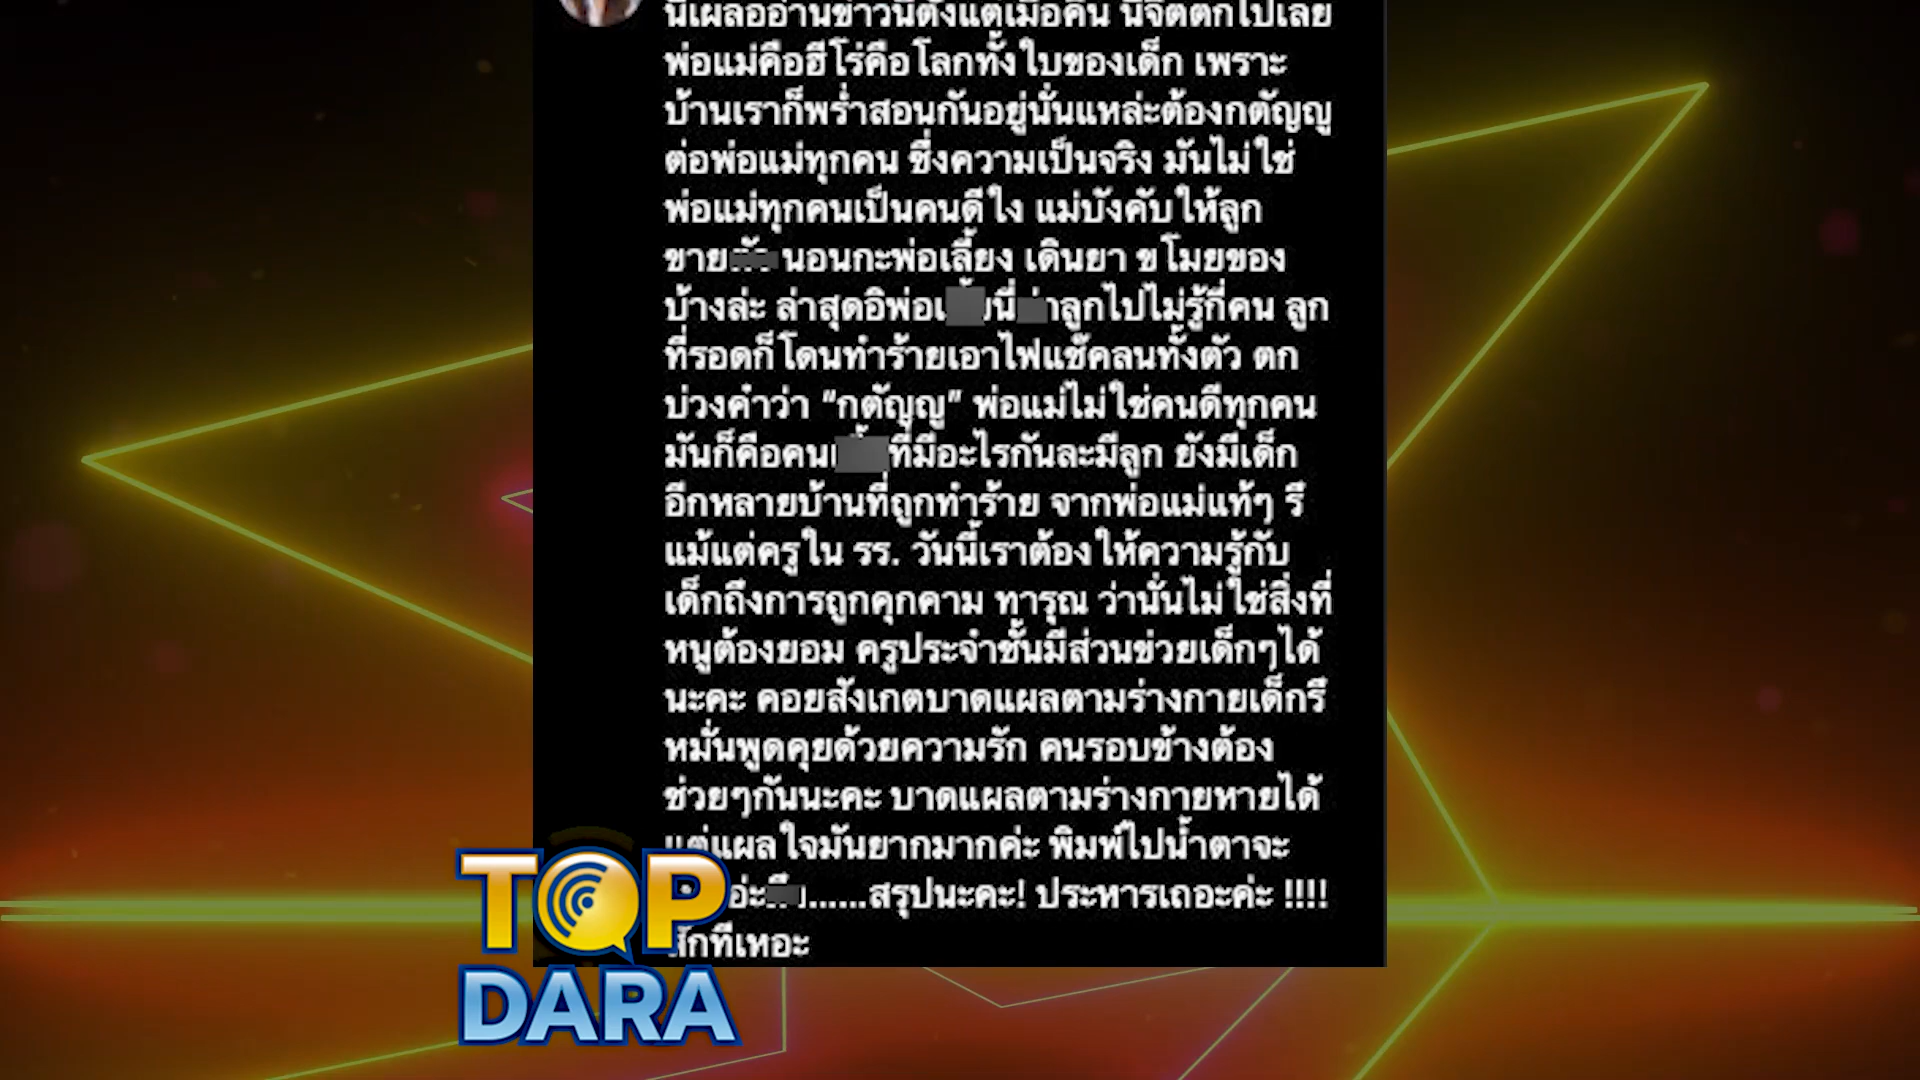 นี่เผลออ่านข่าวนี้ตั้งแต่เมื่อคืน นี่จิตตกไปเลย
พ่อแม่คือฮีโร่คือโลกทั้งใบของเด็ก เพราะ
บ้านเราก็พร่ำสอนกันอยู่นั่นแหล่ะต้องกตัญญู
ต่อพ่อแม่ทุกคน ซึ่งความเป็นจริง มันไม่ใช่
พ่อแม่ทุกคนเป็นคนดีไง แม่บังคับให้ลูก
ขาย นอนกะพ่อเลี้ยง เดินยา ขโมยของ
บ้างล่ะ ล่าสุดอิพ่อ นี่ ลูกไปไม่รู้กี่คน ลูก
ที่รอดก็โดนทำร้ายเอาไฟแช๊คลนทั้งตัว ตก
บ่วงคำว่า “กตัญญู” พ่อแม่ไม่ใช่คนดีทุกคน
มันก็คือคน ที่มีอะไรกันละมีลูก ยังมีเด็ก
อีกหลายบ้านที่ถูกทำร้าย จากพ่อแม่แท้ๆ รึ
แม้แต่ครูใน รร. วันนี้เราต้องให้ความรู้กับ
เด็กถึงการถูกคุกคาม ทารุณ ว่านั่นไม่ใช่สิ่งที่
หนูต้องยอม ครูประจำชั้นมีส่วนช่วยเด็กๆได้
นะคะ คอยสังเกตบาดแผลตามร่างกายเด็กรึ
หมั่นพูดคุยด้วยความรัก คนรอบข้างต้อง
ช่วยๆกันนะคะ บาดแผลตามร่างกายหายได้
แต่แผลใจมันยากมากค่ะ พิมพ์ไปน้ำตาจะ
......สรุปนะคะ! ประหารเถอะค่ะ !!!!
สักทีเหอะ
TOP
DARA